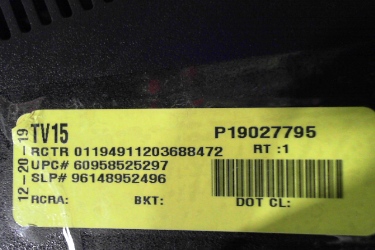 12-20-19
TV15 P19027795
RCTR 01194911203688472 RT :1
UPC# 60958525297
SLP# 96148952496
RCRA: BKT: DOT CL: